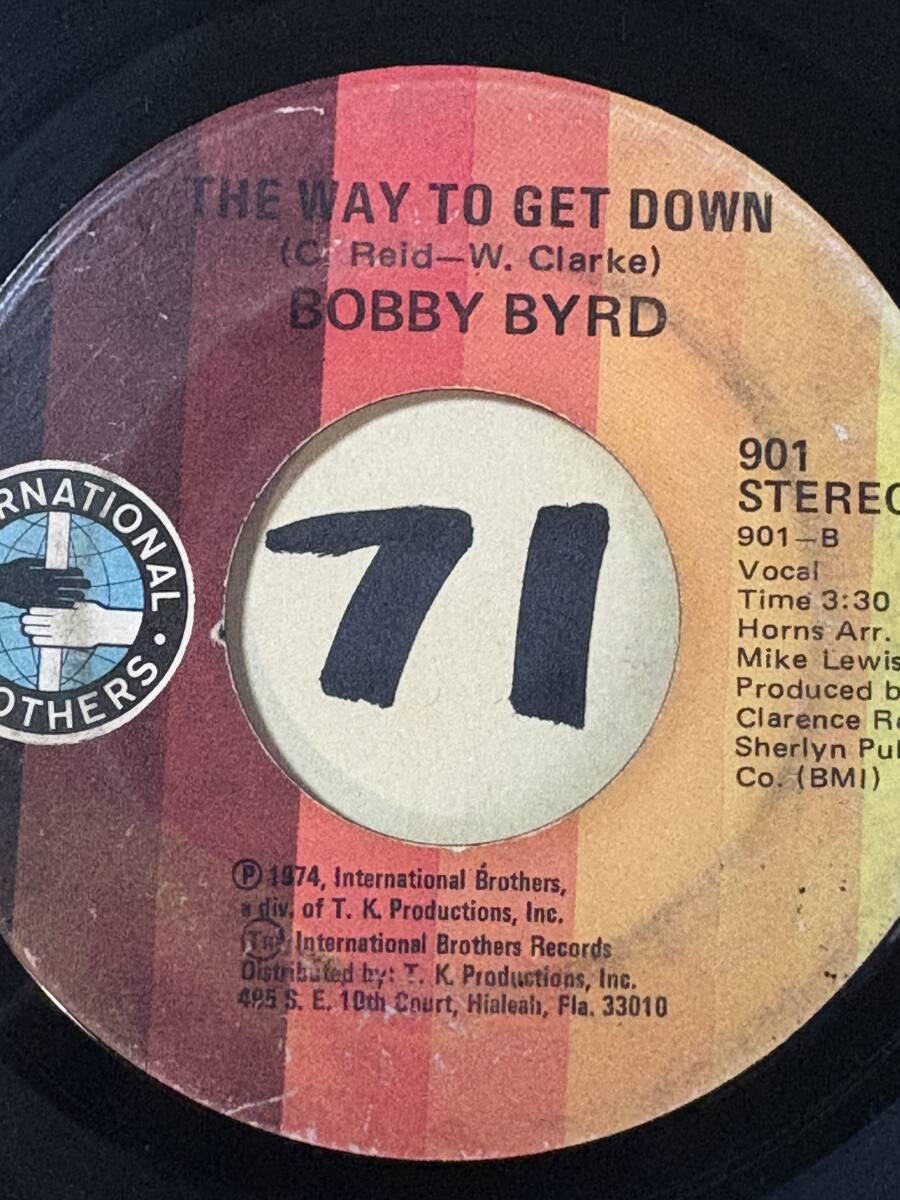 THE WAY TO GET DOWN
(C. Reid—W. Clarke)
BOBBY BYRD
RNATIONAL
OTHERS •
71
901
STEREO
901—B
Vocal
Time 3:30
Horns Arr.
Mike Lewis
Produced b
Clarence Re
Sherlyn Pul
Co. (BMI)
Ⓟ 1974, International Brothers,
a div. of T. K. Productions, Inc.
International Brothers Records
Distributed by: T. K. Productions, Inc.
495 S. E. 10th Court, Hialeah, Fla. 33010